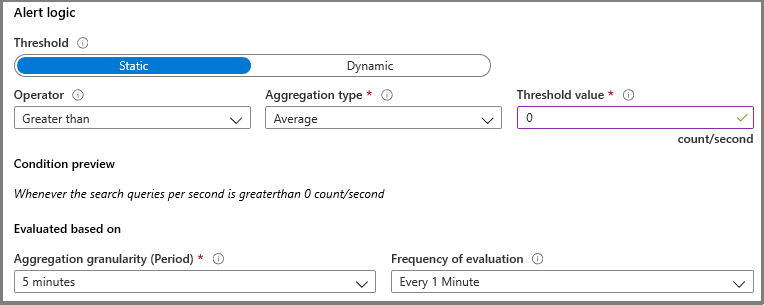 Alert logic
Threshold
Static Dynamic
Operator Aggregation type * Threshold value *
Greater than Average 0
count/second
Condition preview
Whenever the search queries per second is greaterthan 0 count/second
Evaluated based on
Aggregation granularity (Period) * Frequency of evaluation
5 minutes Every 1 Minute